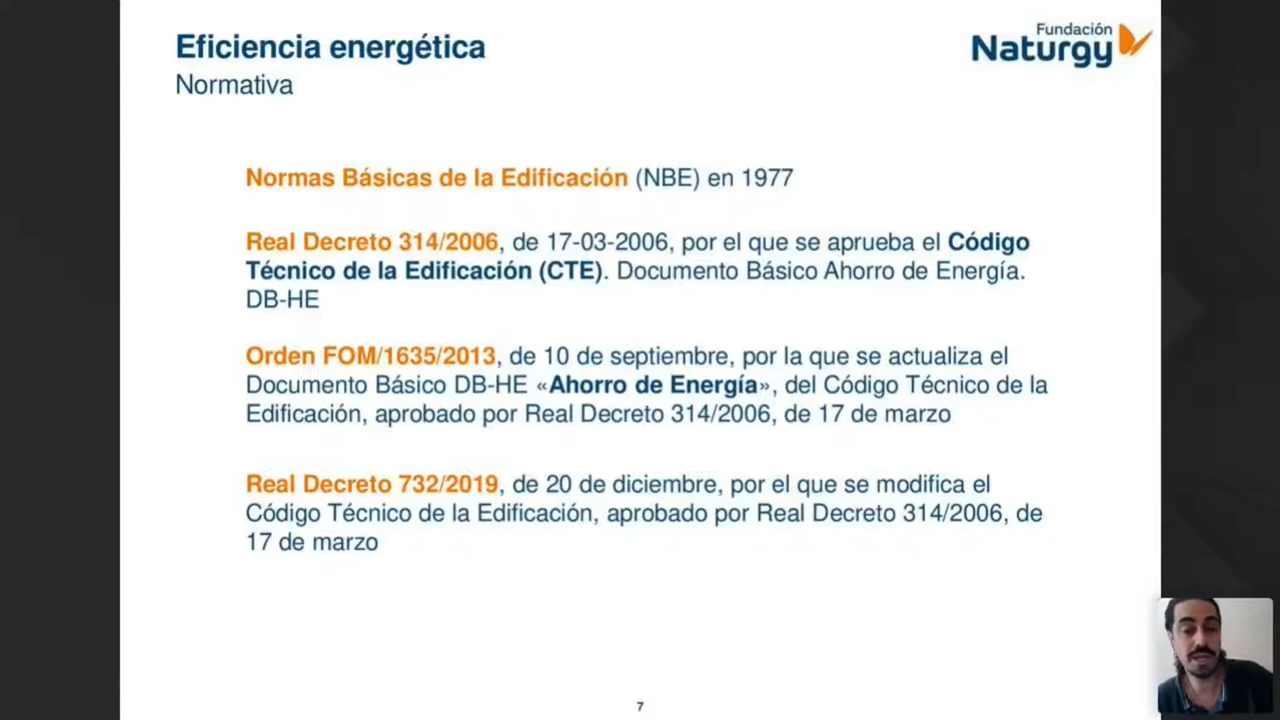 Eficiencia energética
Normativa
Fundación
Naturgy
Normas Básicas de la Edificación (NBE) en 1977
Real Decreto 314/2006, de 17-03-2006, por el que se aprueba el Código
Técnico de la Edificación (CTE). Documento Básico Ahorro de Energía.
DB-HE
Orden FOM/1635/2013, de 10 de septiembre, por la que se actualiza el
Documento Básico DB-HE «Ahorro de Energía», del Código Técnico de la
Edificación, aprobado por Real Decreto 314/2006, de 17 de marzo
Real Decreto 732/2019, de 20 de diciembre, por el que se modifica el
Código Técnico de la Edificación, aprobado por Real Decreto 314/2006, de
17 de marzo
7